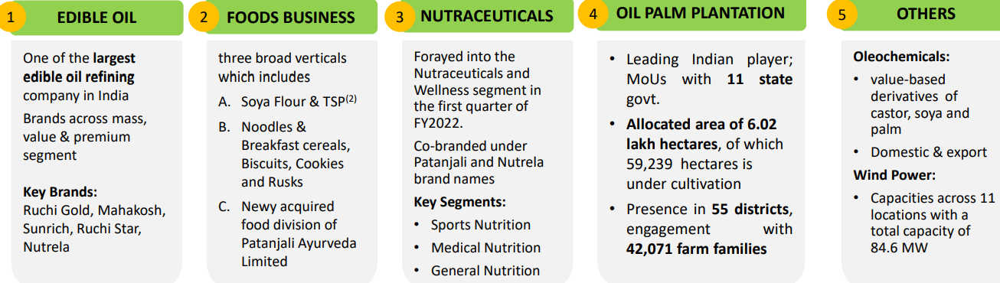 1
EDIBLE OIL
One of the largest
edible oil refining
company in India
Brands across mass,
value & premium
segment
Key Brands:
Ruchi Gold, Mahakosh,
Sunrich, Ruchi Star,
Nutrela
2
FOODS BUSINESS
three broad verticals
which includes
A. Soya Flour & TSP(2)
B. Noodles &
Breakfast cereals,
Biscuits, Cookies
and Rusks
C. Newy acquired
food division of
Patanjali Ayurveda
Limited
3
NUTRACEUTICALS
Forayed into the
Nutraceuticals and
Wellness segment in
the first quarter of
FY2022.
Co-branded under
Patanjali and Nutrela
brand names
Key Segments:
• Sports Nutrition
• Medical Nutrition
• General Nutrition
4
OIL PALM PLANTATION
• Leading Indian player;
MoUs with 11 state
govt.
• Allocated area of 6.02
lakh hectares, of which
59,239 hectares is
under cultivation
• Presence in 55 districts,
engagement with
42,071 farm families
5
OTHERS
Oleochemicals:
• value-based
derivatives of
castor, soya and
palm
• Domestic & export
Wind Power:
• Capacities across 11
locations with a
total capacity of
84.6 MW